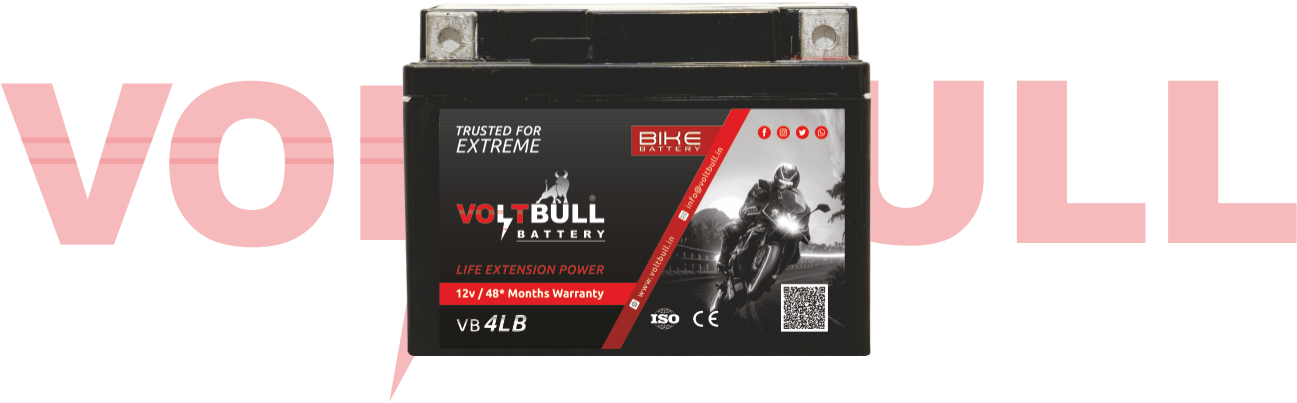 VOLTBULL
TRUSTED FOR
EXTREME
BIKE
BATTERY
VOLTBULL®
BATTERY
LIFE EXTENSION POWER
12v / 48* Months Warranty
VB 4LB
www.voltbull.in
info@voltbull.in
ISO
CE